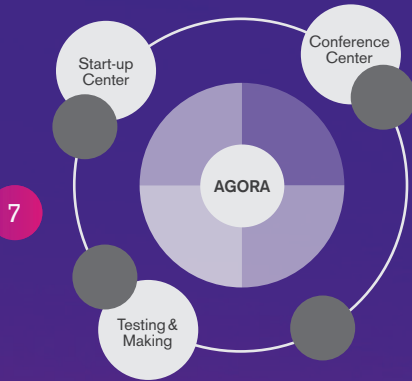 Start-up
Center
Conference
Center
AGORA
7
Testing &
Making